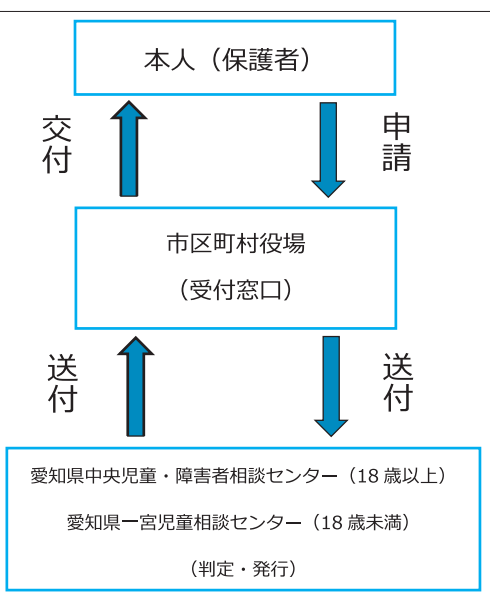 本人（保護者）
交付
申請
市区町村役場
（受付窓口）
送付
送付
愛知県中央児童・障害者相談センター（18 歳以上）
愛知県一宮児童相談センター（18 歳未満）
（判定・発行）